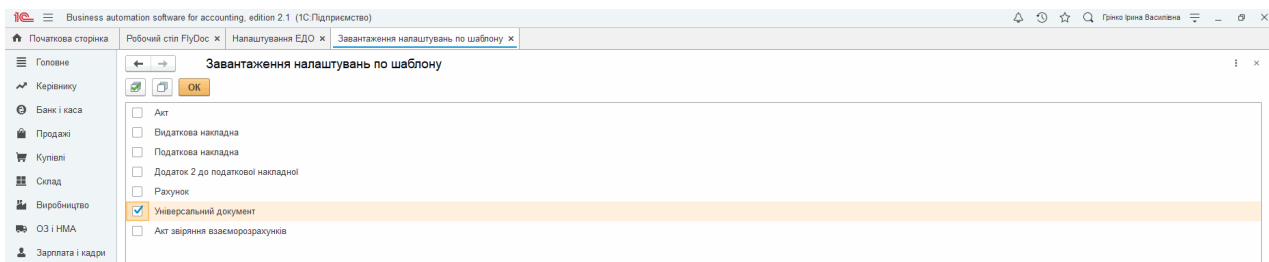 1С Business automation software for accounting, edition 2.1 (1С:Підприємство) Грінко Ірина Василівна
Початкова сторінка Робочий стіл FlyDoc × Налаштування ЕДО × Завантаження налаштувань по шаблону ×
Головне
Керівнику
Банк і каса
Продажі
Купівлі
Склад
Виробництво
ОЗ і НМА
Зарплата і кадри
Завантаження налаштувань по шаблону
ОК
Акт
Видаткова накладна
Податкова накладна
Додаток 2 до податкової накладної
Рахунок
Універсальний документ
Акт звіряння взаєморозрахунків